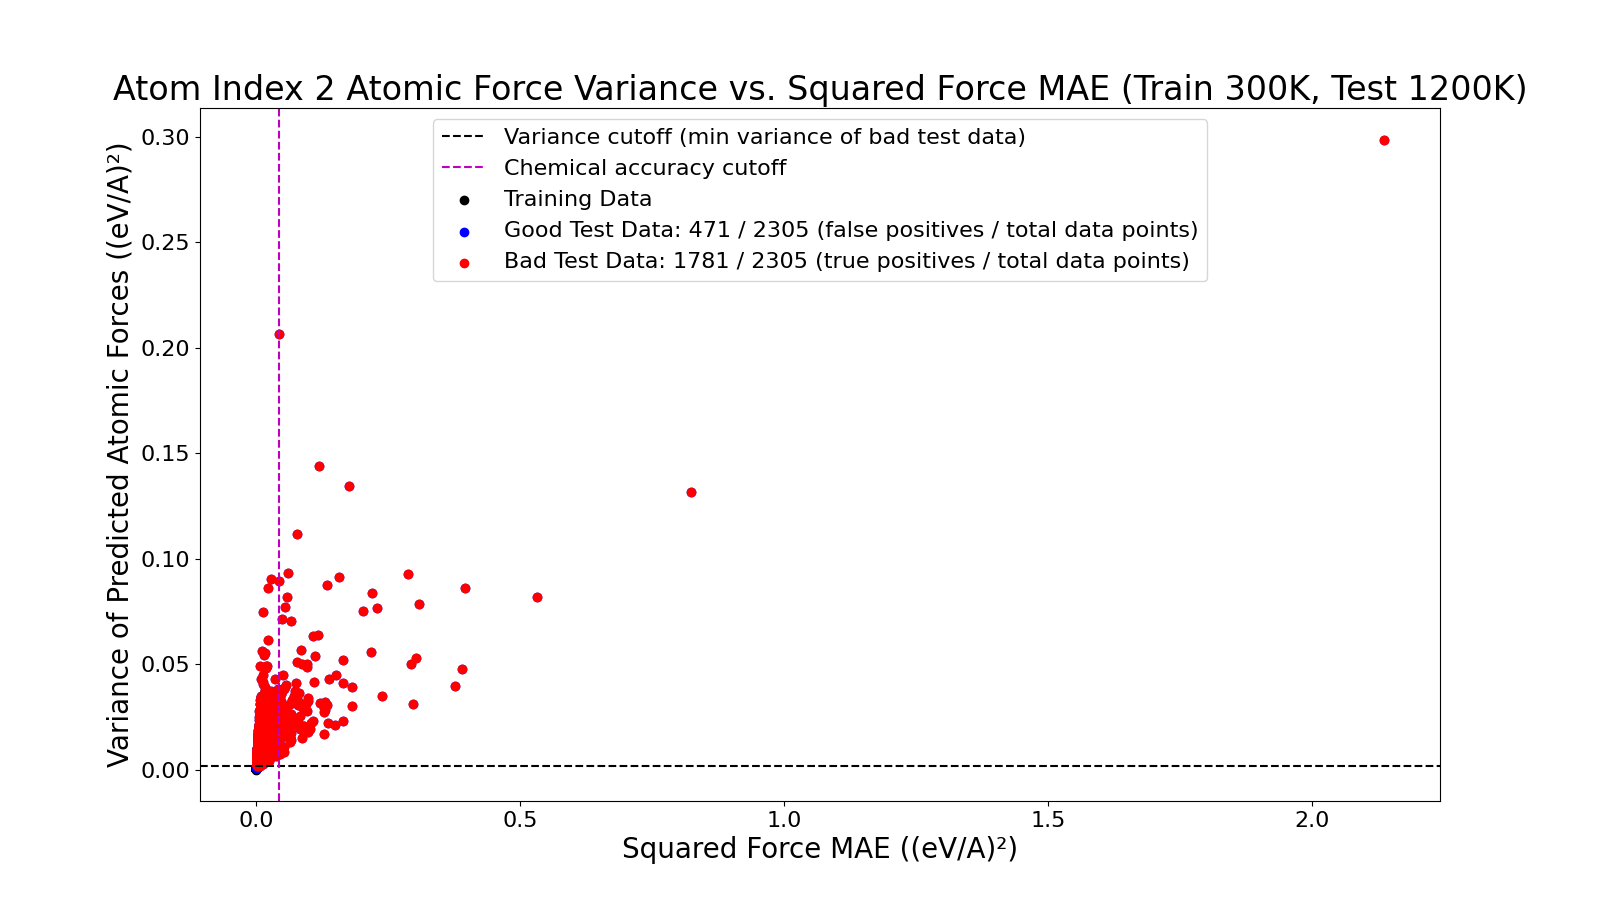 Atom Index 2 Atomic Force Variance vs. Squared Force MAE (Train 300K, Test 1200K)
Variance cutoff (min variance of bad test data)
Chemical accuracy cutoff
Training Data
Good Test Data: 471 / 2305 (false positives / total data points)
Bad Test Data: 1781 / 2305 (true positives / total data points)
Variance of Predicted Atomic Forces ((eV/A)²)
0.30
0.25
0.20
0.15
0.10
0.05
0.00
0.0 0.5 1.0 1.5 2.0
Squared Force MAE ((eV/A)²)